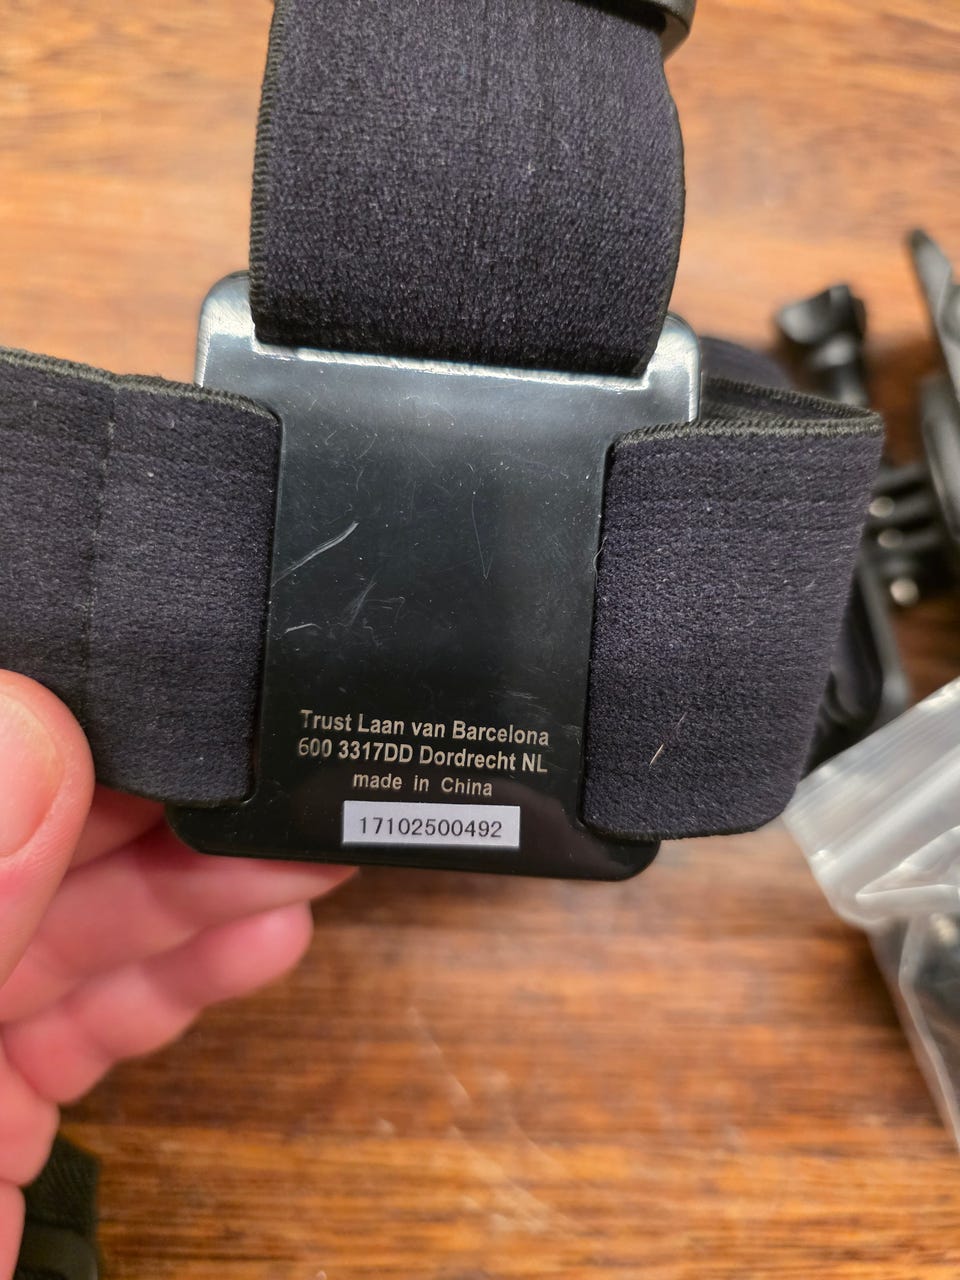 Trust Laan van Barcelona
600 3317DD Dordrecht NL
made in China
17102500492